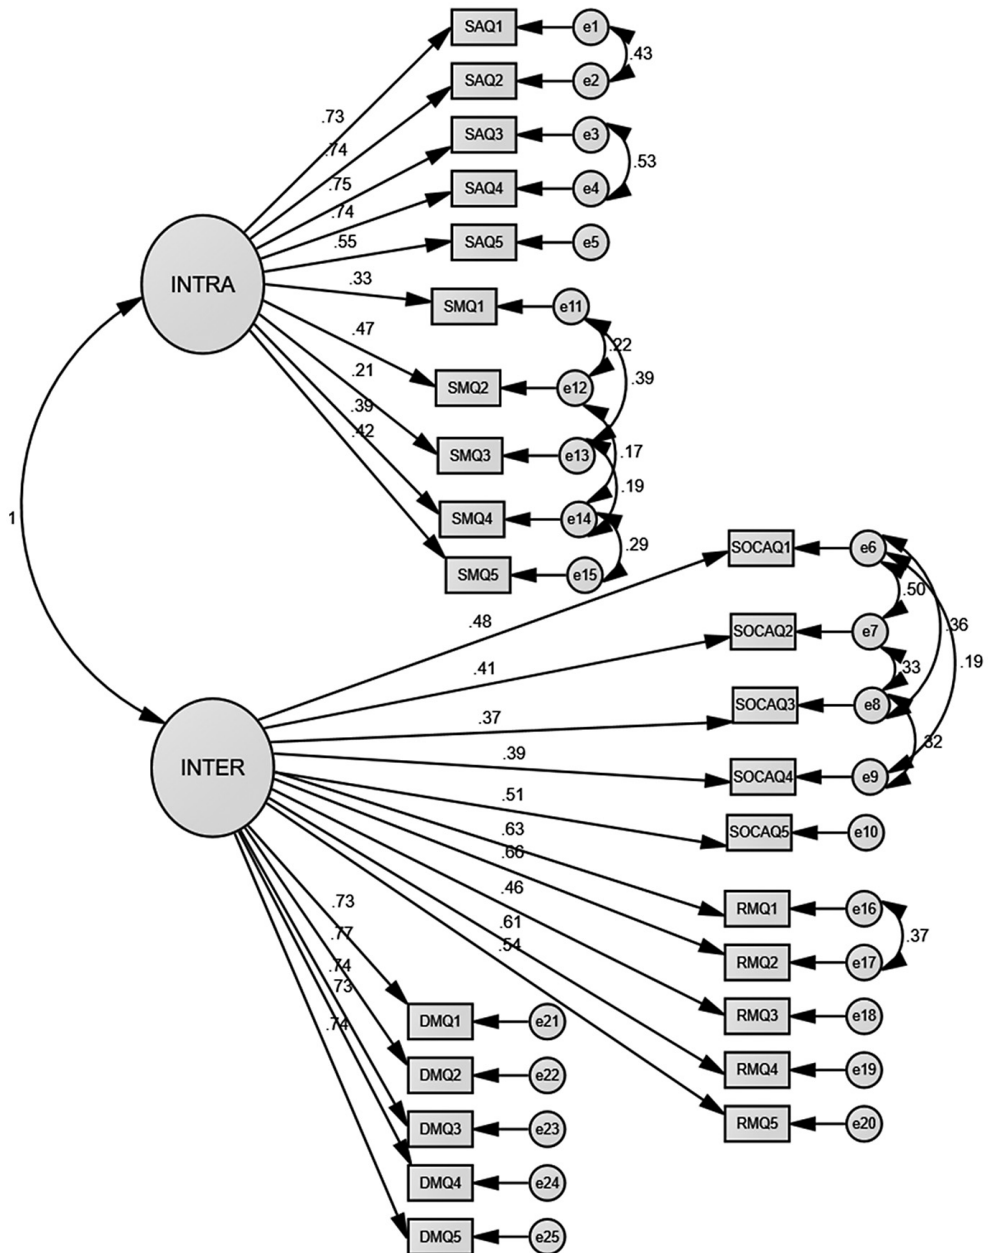 SAQ1
e1
.43
SAQ2
e2
.73
SAQ3
e3
.74
.53
.75
SAQ4
e4
.74
.55
SAQ5
e5
INTRA
.33
SMQ1
e11
.47
.22
.21
.39
SMQ2
e12
.39
.42
SMQ3
e13
.17
.19
1
SMQ4
e14
.29
SMQ5
e15
SOCAQ1
e6
.50
.48
SOCAQ2
e7
.36
.41
.33
.19
.37
SOCAQ3
e8
.32
.39
INTER
SOCAQ4
e9
.51
.63
SOCAQ5
e10
.66
.46
.73
RMQ1
e16
.61
.77
.54
.37
.74
RMQ2
e17
.73
.74
DMQ1
e21
RMQ3
e18
DMQ2
e22
RMQ4
e19
DMQ3
e23
RMQ5
e20
DMQ4
e24
DMQ5
e25